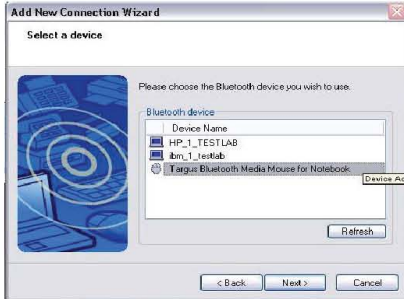 Add New Connection Wizard
Select a device
Please choose the Bluetooth device you wish to use.
Bluetooth device
Device Name
HP_1_TESTLAB
ibm_1_testlab
Targus Bluetooth Media Mouse for Notebook
Device Ad
Refresh
< Back
Next >
Cancel